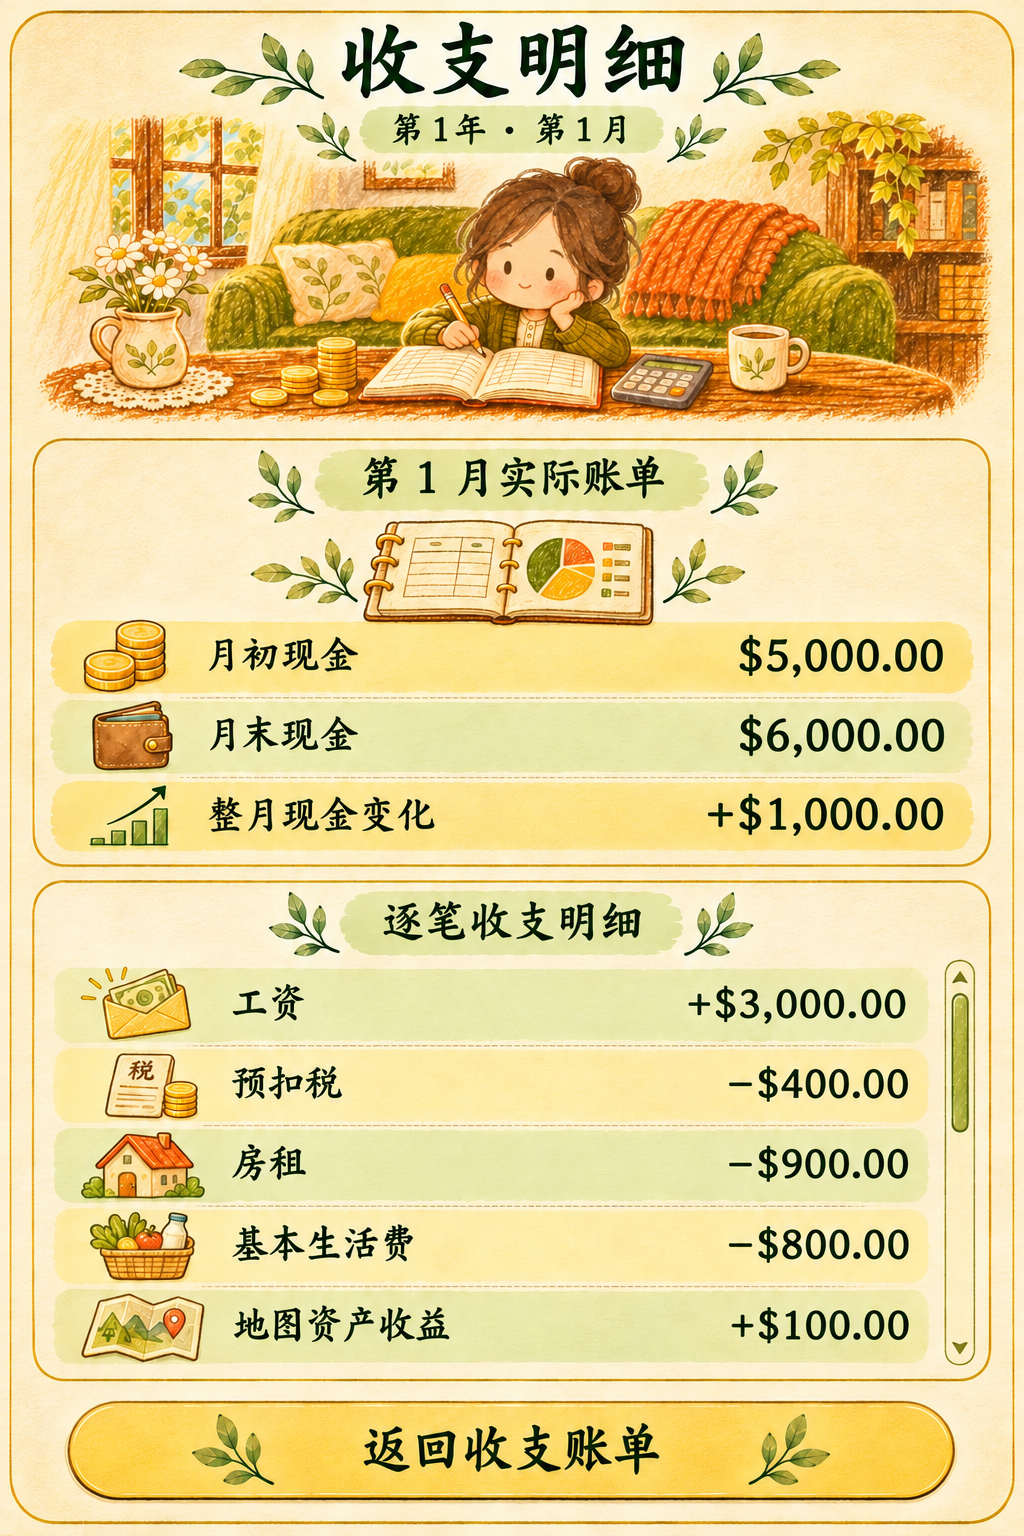 收支明细
第1年 · 第1月
第 1 月实际账单
月初现金 $5,000.00
月末现金 $6,000.00
整月现金变化 +$1,000.00
逐笔收支明细
工资 +$3,000.00
税
预扣税 −$400.00
房租 −$900.00
基本生活费 −$800.00
地图资产收益 +$100.00
返回收支账单